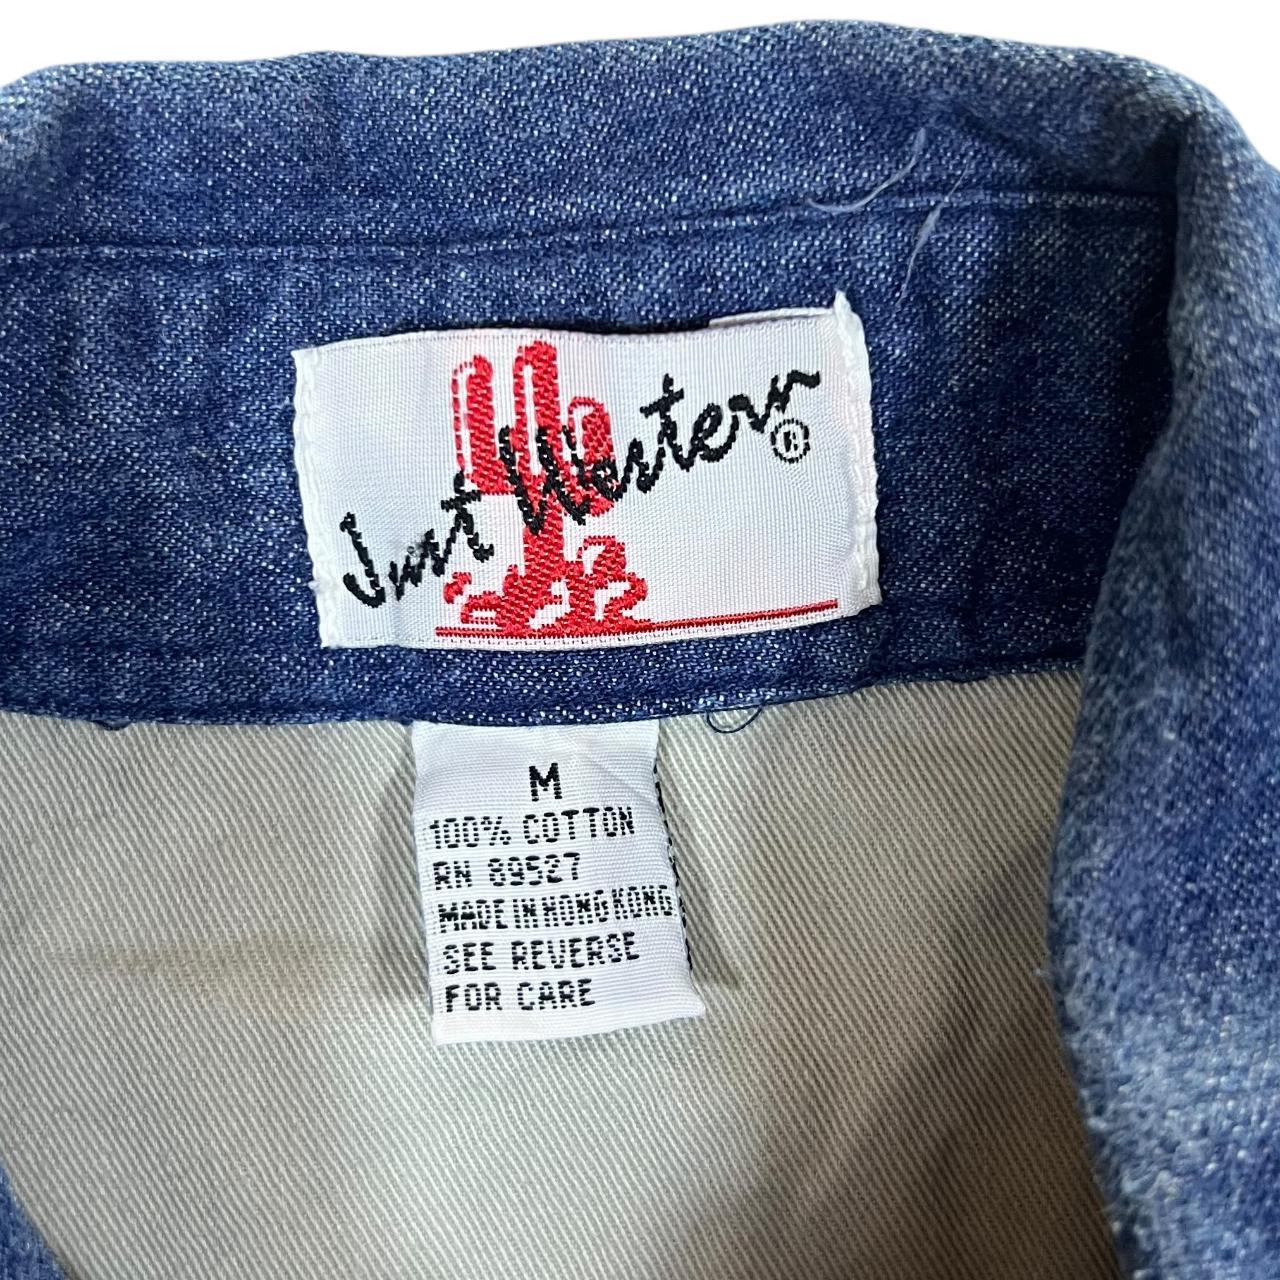 Just Western ®
M
100% COTTON
RN 89527
MADE IN HONG KONG
SEE REVERSE
FOR CARE